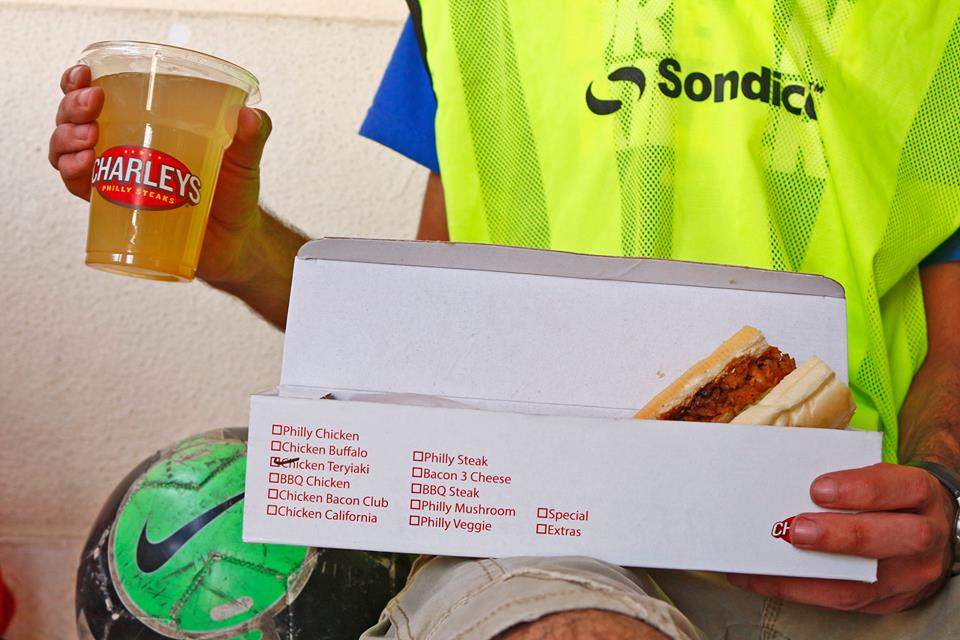 CHARLEYS
PHILLY STEAKS
Sondico
Philly Chicken
Chicken Buffalo
Chicken Teryiaki
BBQ Chicken
Chicken Bacon Club
Chicken California
Philly Steak
Bacon 3 Cheese
BBQ Steak
Philly Mushroom
Philly Veggie
Special
Extras
CH